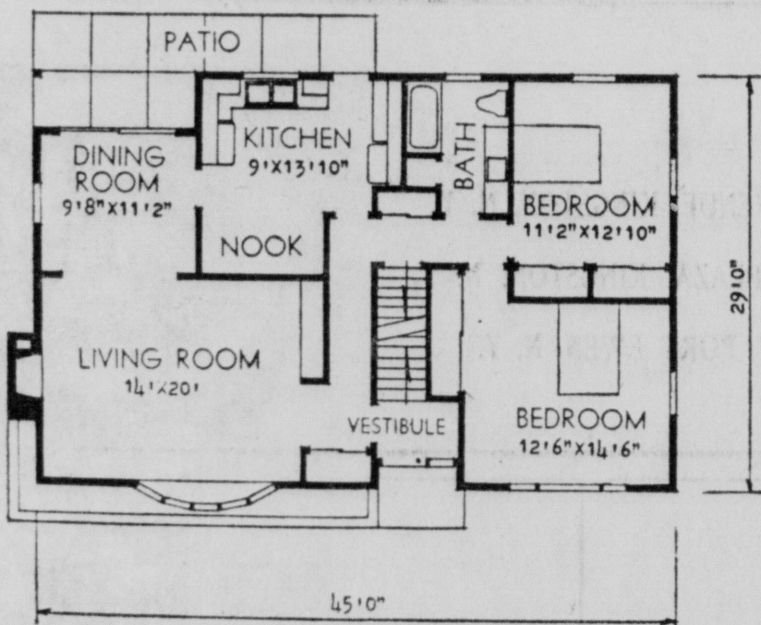 PATIO
KITCHEN
9'X13'10"
DINING
ROOM
9'8"X11'2"
NOOK
BATH
BEDROOM
11'2"X12'10"
LIVING ROOM
14'X20'
VESTIBULE
BEDROOM
12'6"X14'6"
29'0"
45'0"